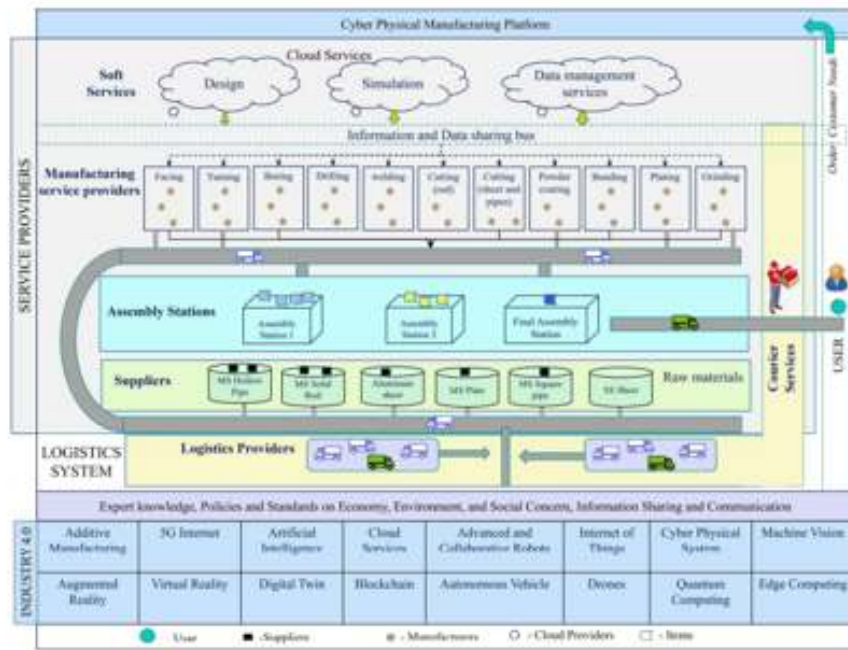 Cyber Physical Manufacturing Platform
Cloud Services
Soft
Services
Design
Simulation
Data management
services
Order/ Customer Needs
Information and Data sharing bus
SERVICE PROVIDERS
Manufacturing
service providers
Facing
Turning
Boring
Drilling
welding
Cutting
(rod)
Cutting
(sheet and
pipes)
Powder
coating
Bending
Planing
Grinding
Assembly Stations
Assembly
Station 1
Assembly
Station 2
Final Assembly
Station
USER
Courier
Services
Suppliers
MS Hollow
Pipe
MS Solid
Rod
Aluminum
sheet
MS Plate
MS Square
pipe
SS Sheet
Raw materials
LOGISTICS
SYSTEM
Logistics Providers
Expert knowledge, Policies and Standards on Economy, Environment, and Social Concern, Information Sharing and Communication
INDUSTRY 4.0
Additive
Manufacturing
5G Internet
Artificial
Intelligence
Cloud
Services
Advanced and
Collaborative Robots
Internet of
Things
Cyber Physical
System
Machine Vision
Augmented
Reality
Virtual Reality
Digital Twin
Blockchain
Autonomous Vehicle
Drones
Quantum
Computing
Edge Computing
- User
-Suppliers
- Manufacturers
- Cloud Providers
- Items